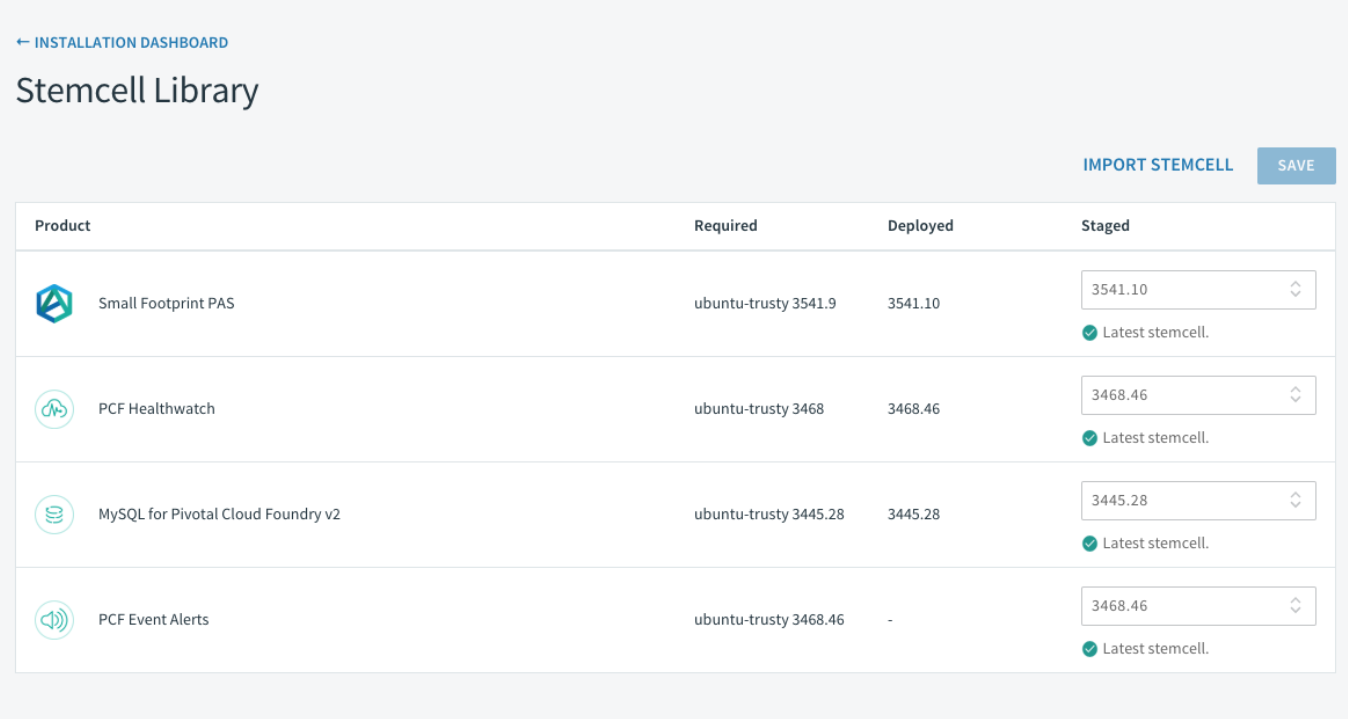 ← INSTALLATION DASHBOARD
Stemcell Library
IMPORT STEMCELL SAVE
Product Required Deployed Staged
Small Footprint PAS ubuntu-trusty 3541.9 3541.10 3541.10
Latest stemcell.
PCF Healthwatch ubuntu-trusty 3468 3468.46 3468.46
Latest stemcell.
MySQL for Pivotal Cloud Foundry v2 ubuntu-trusty 3445.28 3445.28 3445.28
Latest stemcell.
PCF Event Alerts ubuntu-trusty 3468.46 - 3468.46
Latest stemcell.